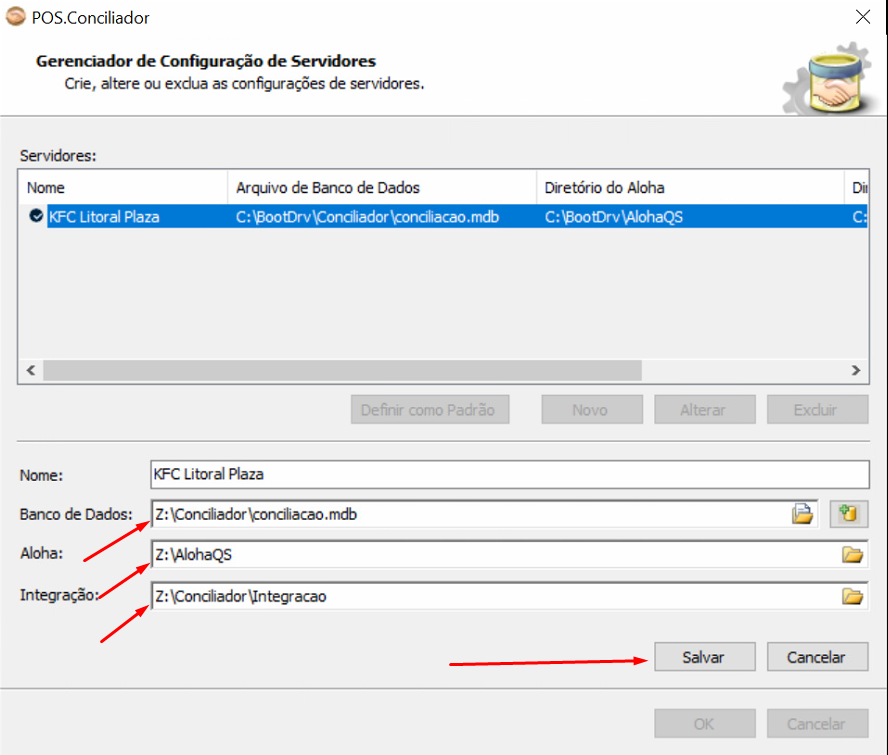 POS.Conciliador
Gerenciador de Configuração de Servidores
Crie, altere ou exclua as configurações de servidores.
Servidores:
Nome Arquivo de Banco de Dados Diretório do Aloha Di
KFC Litoral Plaza C:\BootDrv\Conciliador\conciliacao.mdb C:\BootDrv\AlohaQS C:
Definir como Padrão Novo Alterar Excluir
Nome: KFC Litoral Plaza
Banco de Dados: Z:\Conciliador\conciliacao.mdb
Aloha: Z:\AlohaQS
Integração: Z:\Conciliador\Integracao
Salvar Cancelar
OK Cancelar